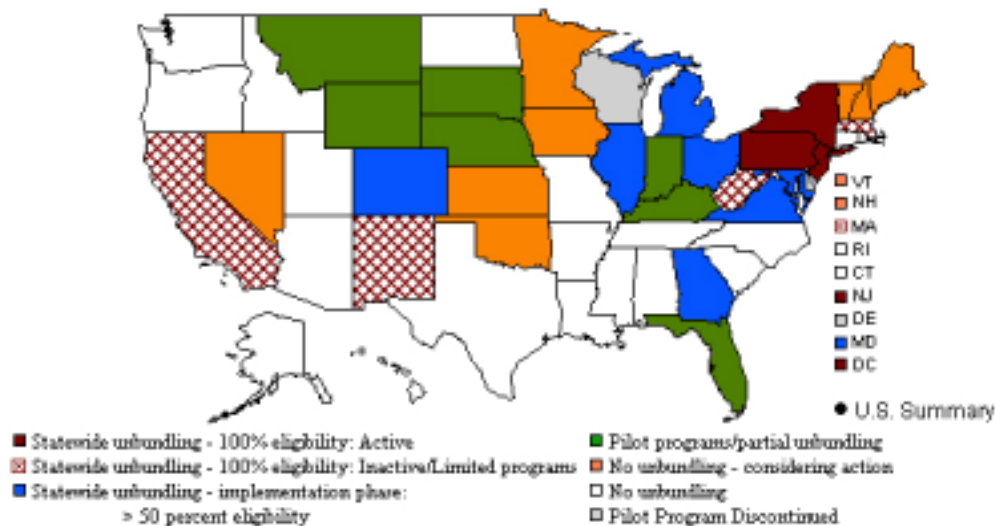 VT
NH
MA
RI
CT
NJ
DE
MD
DC
U.S. Summary
Statewide unbundling - 100% eligibility: Active
Statewide unbundling - 100% eligibility: Inactive/Limited programs
Statewide unbundling - implementation phase:
> 50 percent eligibility
Pilot programs/partial unbundling
No unbundling - considering action
No unbundling
Pilot Program Discontinued